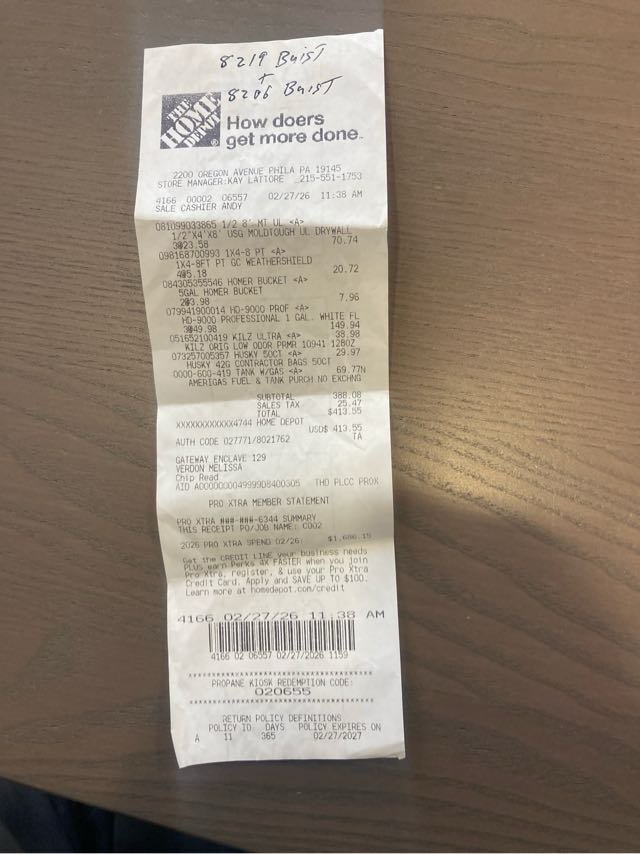 8219 Buist
+
8206 Buist
THE
HOME
DEPOT
How doers
get more done.
2200 OREGON AVENUE PHILA PA 19145
STORE MANAGER:KAY LATTORE 215-551-1753
4166 00002 06557 02/27/26 11:38 AM
SALE CASHIER ANDY
081099033865 1/2 8' MT UL <A>
1/2"X4'X8' USG MOLDTOUGH UL DRYWALL
3@23.58 70.74
098168700993 1X4-8 PT <A>
1X4-8FT PT GC WEATHERSHIELD
4@5.18 20.72
084305355546 HOMER BUCKET <A>
5GAL HOMER BUCKET
2@3.98 7.96
079941900014 HD-9000 PROF <A>
HD-9000 PROFESSIONAL 1 GAL. WHITE FL
3@49.98 149.94
051652100419 KILZ ULTRA <A> 38.98
KILZ ORIG LOW ODOR PRMR 10941 128OZ
073257005357 HUSKY 50CT <A> 29.97
HUSKY 42G CONTRACTOR BAGS 50CT
0000-600-419 TANK W/GAS <A> 69.77N
AMERIGAS FUEL & TANK PURCH NO EXCHNG
SUBTOTAL 388.08
SALES TAX 25.47
TOTAL $413.55
XXXXXXXXXXXX4744 HOME DEPOT
USD$ 413.55
AUTH CODE 027771/8021762 TA
GATEWAY ENCLAVE 129
VERDON MELISSA
Chip Read
AID A0000000049999D8400305 THD PLCC PROX
PRO XTRA MEMBER STATEMENT
PRO XTRA ###-###-6344 SUMMARY
THIS RECEIPT PO/JOB NAME: C002
2026 PRO XTRA SPEND 02/26: $1,686.15
Get the CREDIT LINE your business needs
PLUS earn Perks 4X FASTER when you join
Pro Xtra, register, & use your Pro Xtra
Credit Card. Apply and SAVE UP TO $100.
Learn more at homedepot.com/credit
4166 02/27/26 11:38 AM
4166 02 06557 02/27/2026 1159
PROPANE KIOSK REDEMPTION CODE:
020655
RETURN POLICY DEFINITIONS
POLICY ID DAYS POLICY EXPIRES ON
A 11 365 02/27/2027